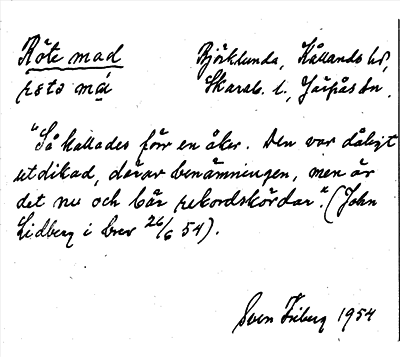 Röte mad Björklunda, Kållands hd,
røtə má Skarab. l., Järpås sn.
"Så kallades förr en åker. Den var dåligt
utdikad, därav benämningen, men är
det nu och bär rekordskördar." (John
Lidberg i brev 26/6 54).
Sven Friberg 1954